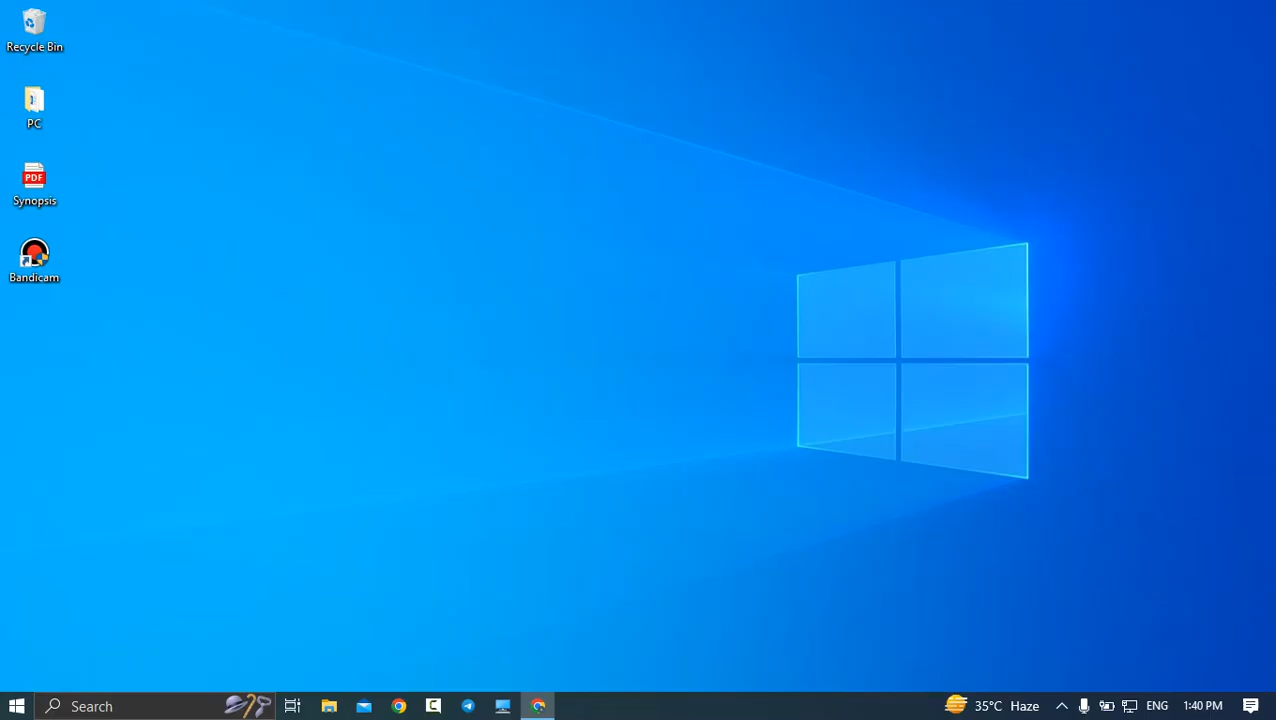 Recycle Bin
PC
PDF
Synopsis
Bandicam
Search
35°C Haze
ENG
1:40 PM